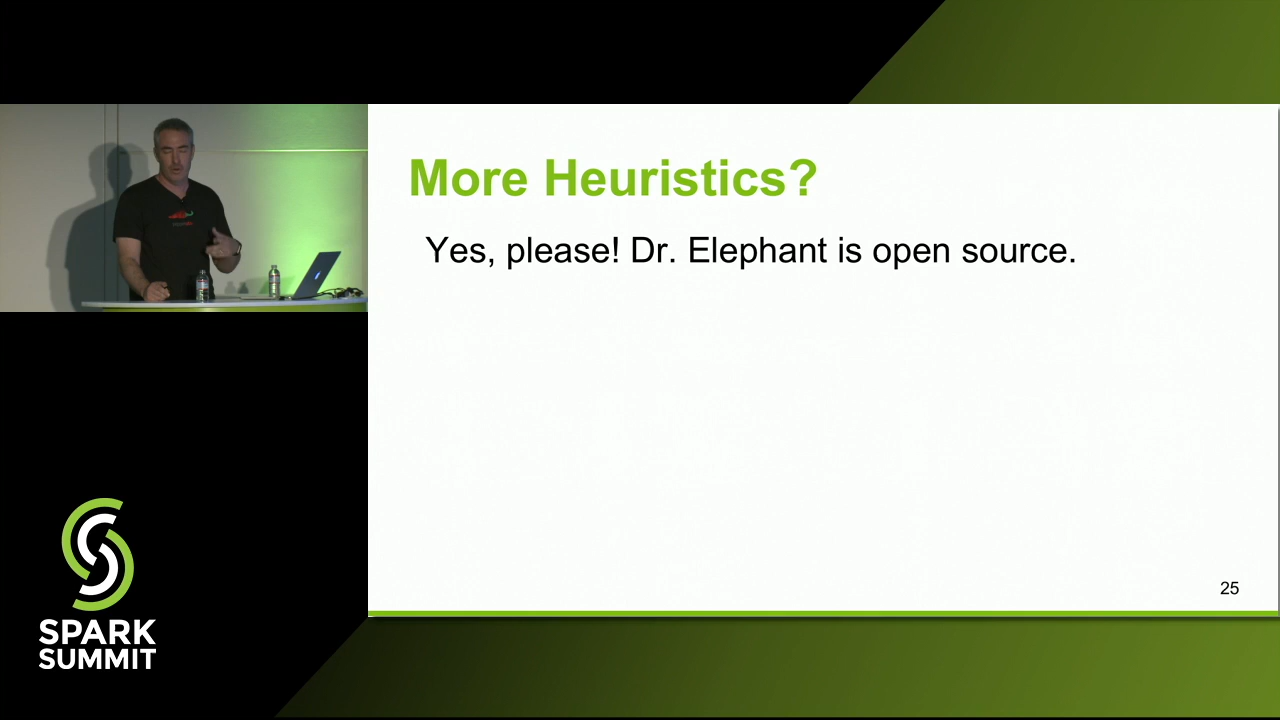 More Heuristics?
Yes, please! Dr. Elephant is open source.
25
SPARK
SUMMIT